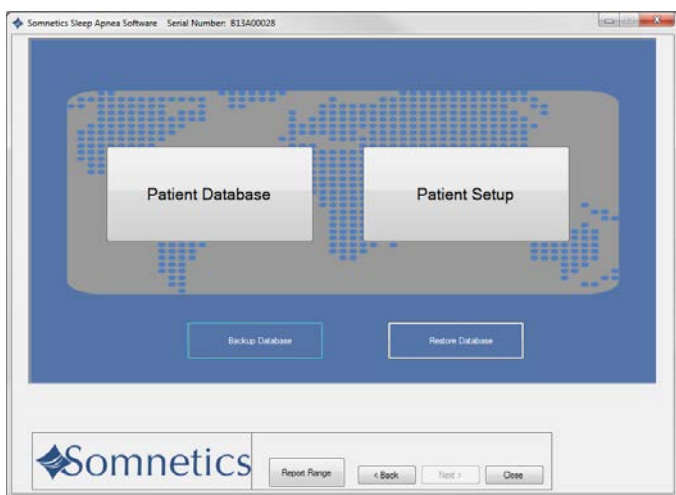 Somnetics Sleep Apnea Software Serial Number: B13A00028
X
Patient Database
Patient Setup
Backup Database
Restore Database
Somnetics
Report Range
< Back
Next >
Close